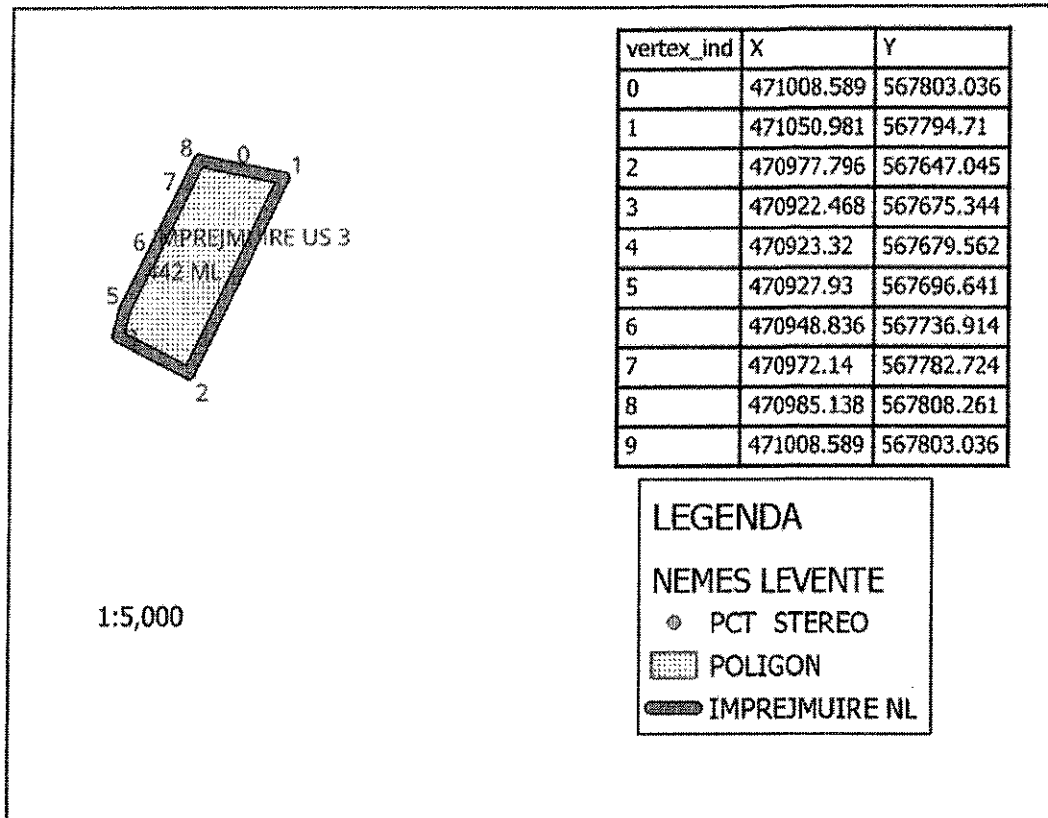 8 0 1
7
6 IMPREJMUIRE US 3
442 ML
5
2
1:5,000
vertex_ind X Y
0 471008.589 567803.036
1 471050.981 567794.71
2 470977.796 567647.045
3 470922.468 567675.344
4 470923.32 567679.562
5 470927.93 567696.641
6 470948.836 567736.914
7 470972.14 567782.724
8 470985.138 567808.261
9 471008.589 567803.036
LEGENDA
NEMES LEVENTE
PCT STEREO
POLIGON
IMPREJMUIRE NL